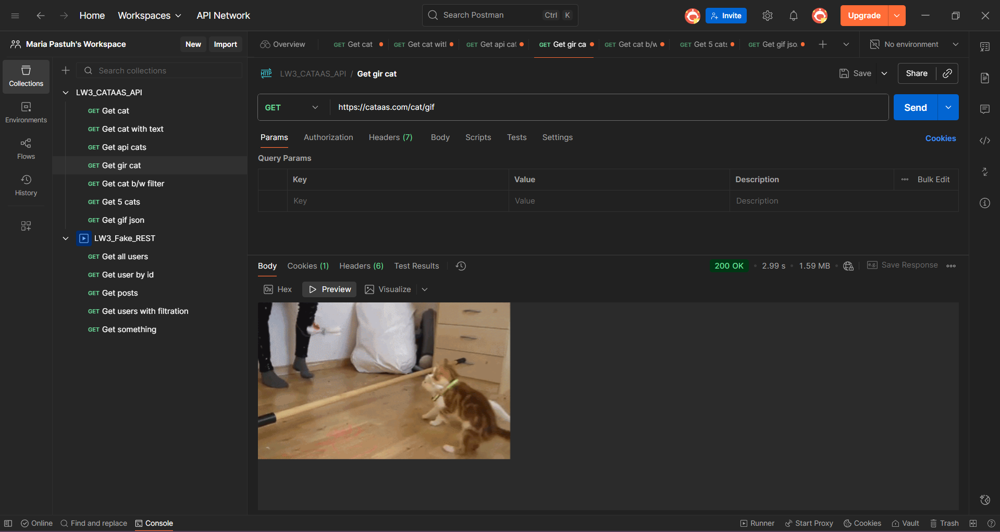 Home Workspaces API Network Search Postman Ctrl K Invite Upgrade
Maria Pastuh's Workspace New Import
Overview GET Get cat GET Get cat witl GET Get api cat GET Get gir ca GET Get cat b/w GET Get 5 cats GET Get gif jso. No environment
Collections
Environments
Flows
History
Search collections
LW3_CATAAS_API
GET Get cat
GET Get cat with text
GET Get api cats
GET Get gir cat
GET Get cat b/w filter
GET Get 5 cats
GET Get gif json
LW3_Fake_REST
GET Get all users
GET Get user by id
GET Get posts
GET Get users with filtration
GET Get something
HTTP LW3_CATAAS_API / Get gir cat Save Share
GET https://cataas.com/cat/gif Send
Params Authorization Headers (7) Body Scripts Tests Settings Cookies
Query Params
Key Value Description Bulk Edit
Key Value Description
Body Cookies (1) Headers (6) Test Results 200 OK 2.99 s 1.59 MB e.g. Save Response
0x Hex Preview Visualize
Online Find and replace Console Runner Start Proxy Cookies Vault Trash